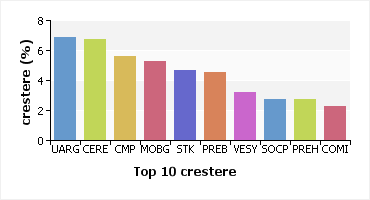 crestere (%)
8
6
4
2
0
UARG CERE CMP MOBG STK PREB VESY SOCP PREH COMI
Top 10 crestere